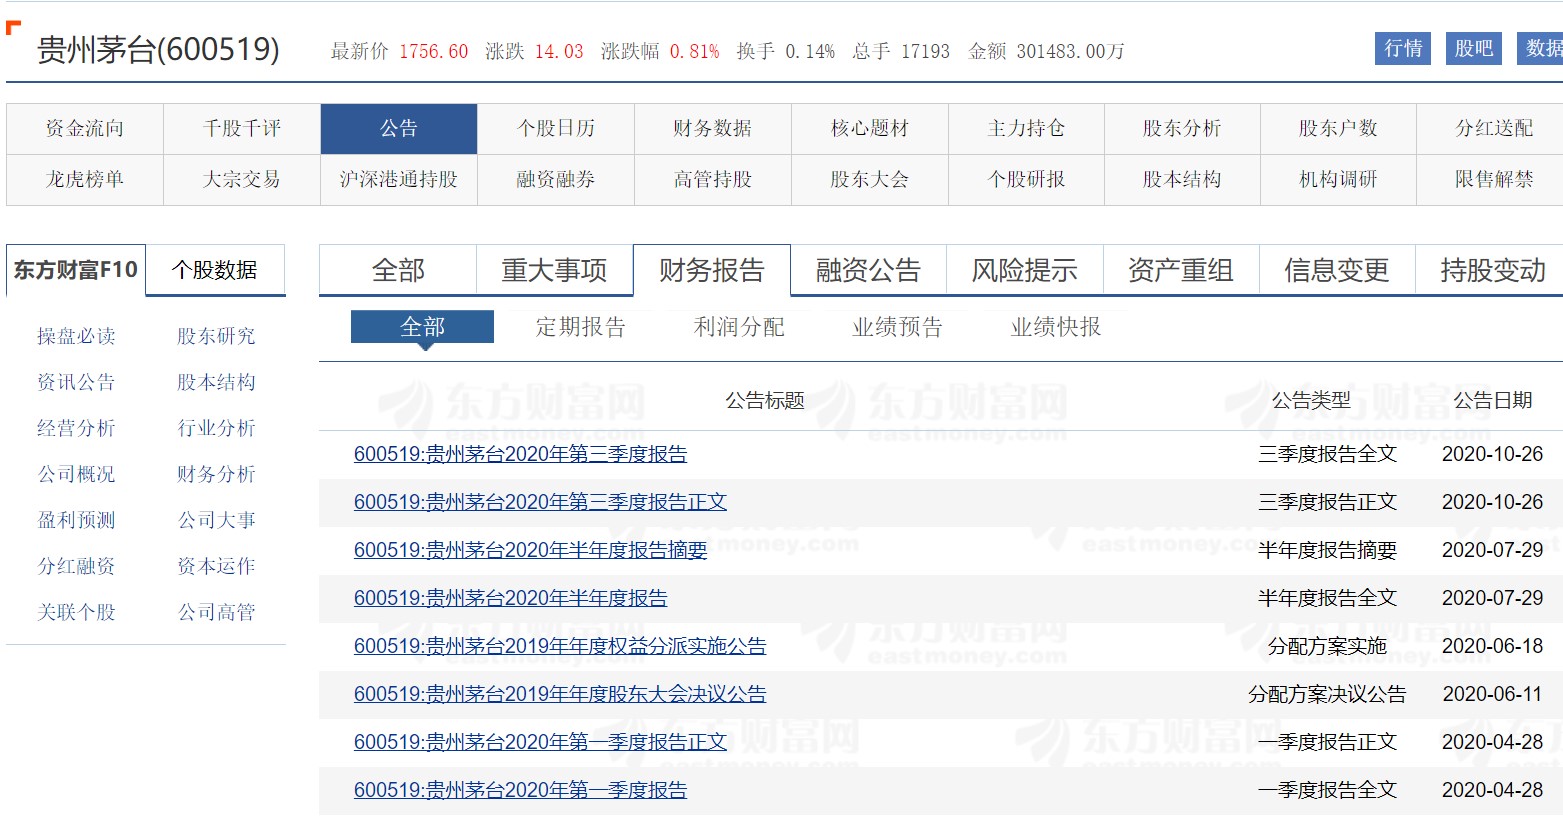 贵州茅台(600519) 最新价 1756.60 涨跌 14.03 涨跌幅 0.81% 换手 0.14% 总手 17193 金额 301483.00万 行情 股吧 数据
资金流向 千股千评 公告 个股日历 财务数据 核心题材 主力持仓 股东分析 股东户数 分红送配
龙虎榜单 大宗交易 沪深港通持股 融资融券 高管持股 股东大会 个股研报 股本结构 机构调研 限售解禁
东方财富F10 个股数据
操盘必读 股东研究
资讯公告 股本结构
经营分析 行业分析
公司概况 财务分析
盈利预测 公司大事
分红融资 资本运作
关联个股 公司高管
全部 重大事项 财务报告 融资公告 风险提示 资产重组 信息变更 持股变动
全部 定期报告 利润分配 业绩预告 业绩快报
公告标题 公告类型 公告日期
600519:贵州茅台2020年第三季度报告 三季度报告全文 2020-10-26
600519:贵州茅台2020年第三季度报告正文 三季度报告正文 2020-10-26
600519:贵州茅台2020年半年度报告摘要 半年度报告摘要 2020-07-29
600519:贵州茅台2020年半年度报告 半年度报告全文 2020-07-29
600519:贵州茅台2019年年度权益分派实施公告 分配方案实施 2020-06-18
600519:贵州茅台2019年年度股东大会决议公告 分配方案决议公告 2020-06-11
600519:贵州茅台2020年第一季度报告正文 一季度报告正文 2020-04-28
600519:贵州茅台2020年第一季度报告 一季度报告全文 2020-04-28
东方财富网
eastmoney.com